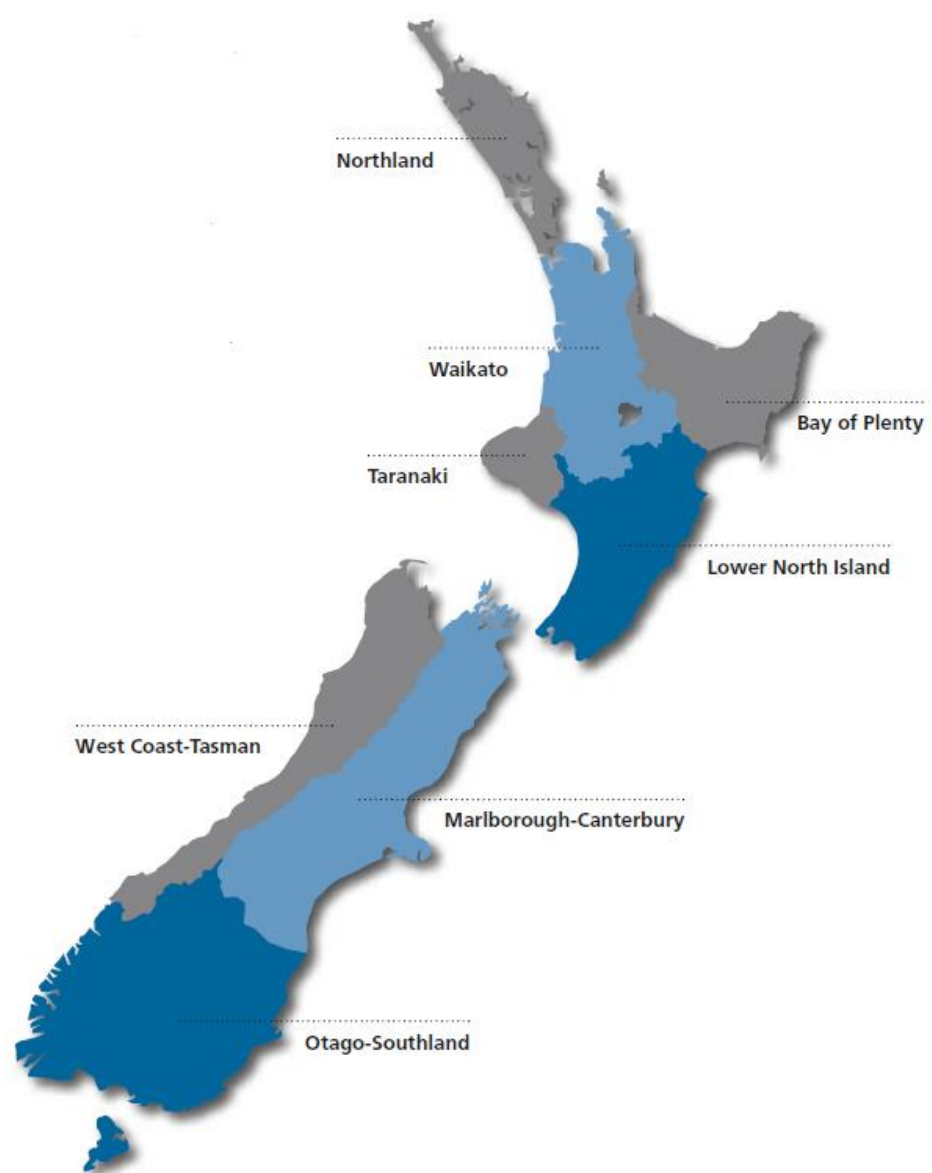 Northland
Waikato
Bay of Plenty
Taranaki
Lower North Island
West Coast-Tasman
Marlborough-Canterbury
Otago-Southland